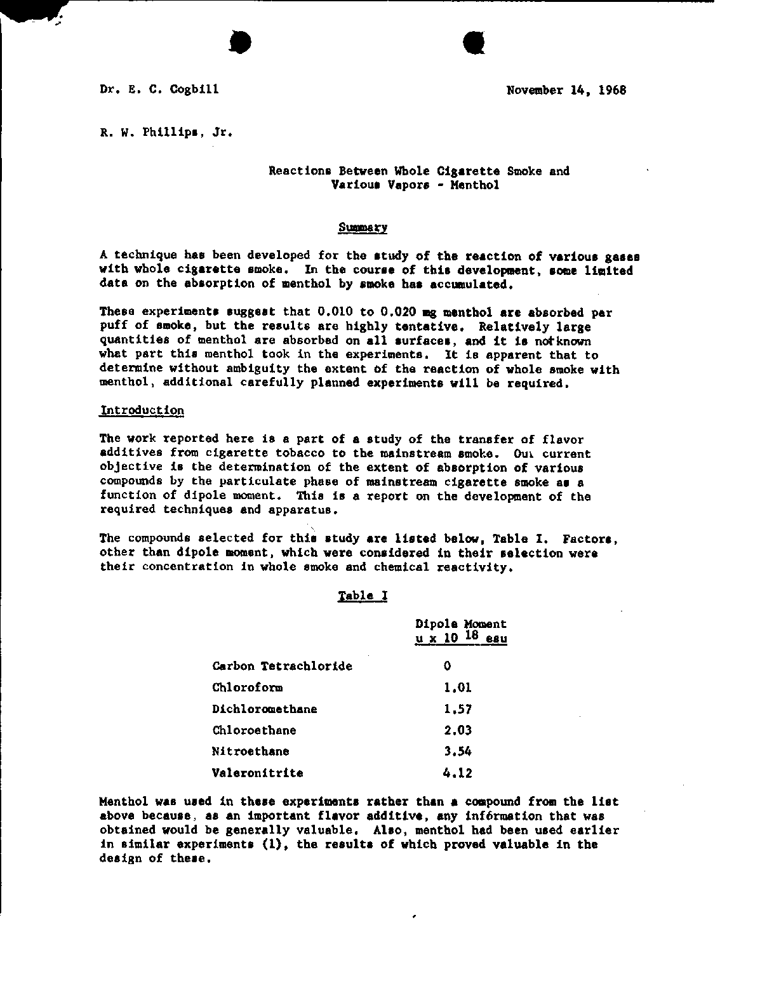 Dr. E. C. Cogbill November 14, 1968
R. W. Phillips, Jr.
Reactions Between Whole Cigarette Smoke and
Various Vapors - Menthol
Summary
A technique has been developed for the study of the reaction of various gases
with whole cigarette smoke. In the course of this development, some limited
data on the absorption of menthol by smoke has accumulated.
These experiments suggest that 0.010 to 0.020 mg menthol are absorbed per
puff of smoke, but the results are highly tentative. Relatively large
quantities of menthol are absorbed on all surfaces, and it is not known
what part this menthol took in the experiments. It is apparent that to
determine without ambiguity the extent of the reaction of whole smoke with
menthol, additional carefully planned experiments will be required.
Introduction
The work reported here is a part of a study of the transfer of flavor
additives from cigarette tobacco to the mainstream smoke. Our current
objective is the determination of the extent of absorption of various
compounds by the particulate phase of mainstream cigarette smoke as a
function of dipole moment. This is a report on the development of the
required techniques and apparatus.
The compounds selected for this study are listed below, Table I. Factors,
other than dipole moment, which were considered in their selection were
their concentration in whole smoke and chemical reactivity.
Table I
Dipole Moment
u x 10 18 esu
Carbon Tetrachloride 0
Chloroform 1.01
Dichloromethane 1.57
Chloroethane 2.03
Nitroethane 3.54
Valeronitrite 4.12
Menthol was used in these experiments rather than a compound from the list
above because, as an important flavor additive, any information that was
obtained would be generally valuable. Also, menthol had been used earlier
in similar experiments (1), the results of which proved valuable in the
design of these.